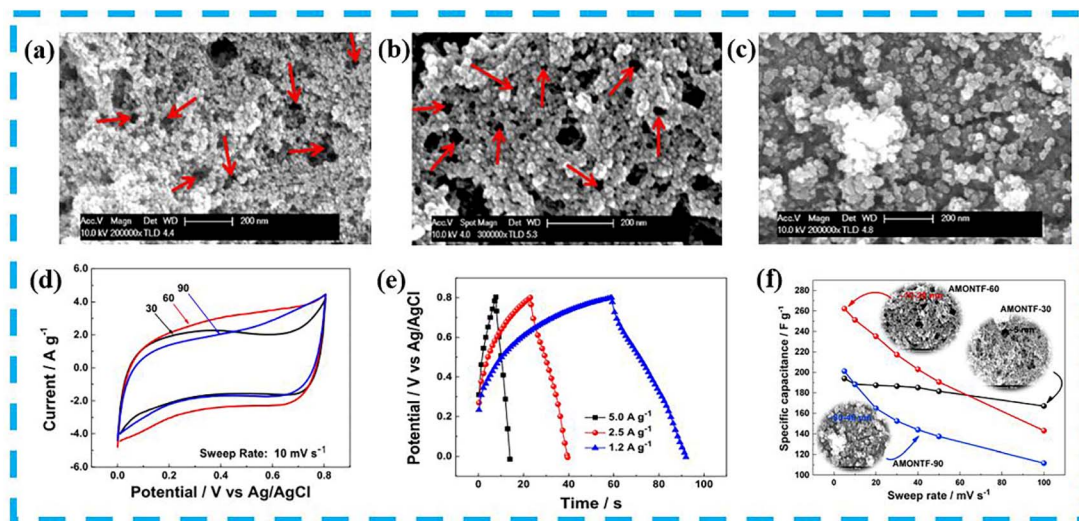 (a)
Acc.V Magn Det WD 200 nm
10.0 kV 200000x TLD 4.4
(b)
Acc.V Spot Magn Det WD 200 nm
10.0 kV 4.0 300000x TLD 5.3
(c)
Acc.V Magn Det WD 200 nm
10.0 kV 200000x TLD 4.8
(d)
6.0
4.0
2.0
0.0
-2.0
-4.0
-6.0
Current / A g⁻¹
30
60
90
Sweep Rate: 10 mV s⁻¹
0.0 0.2 0.4 0.6 0.8 1.0
Potential / V vs Ag/AgCl
(e)
0.8
0.6
0.4
0.2
0.0
Potential / V vs Ag/AgCl
5.0 A g⁻¹
2.5 A g⁻¹
1.2 A g⁻¹
0 20 40 60 80 100
Time / s
(f)
280
260
240
220
200
180
160
140
120
100
Specific capacitance / F g⁻¹
AMONTF-60
AMONTF-30
AMONTF-90
0 20 40 60 80 100
Sweep rate / mV s⁻¹